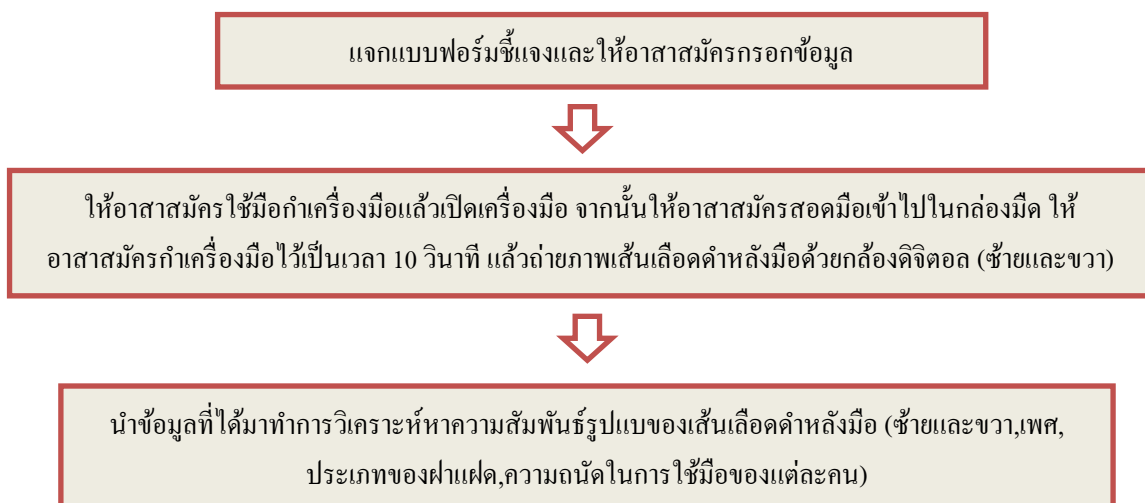 แจกแบบฟอร์มชี้แจงและให้อาสาสมัครกรอกข้อมูล
ให้อาสาสมัครใช้มือกำเครื่องมือแล้วเปิดเครื่องมือ จากนั้นให้อาสาสมัครสอดมือเข้าไปในกล่องมืด ให้
อาสาสมัครกำเครื่องมือไว้เป็นเวลา 10 วินาที แล้วถ่ายภาพเส้นเลือดดำหลังมือด้วยกล้องดิจิตอล (ซ้ายและขวา)
นำข้อมูลที่ได้มาทำการวิเคราะห์หาความสัมพันธ์รูปแบบของเส้นเลือดดำหลังมือ (ซ้ายและขวา,เพศ,
ประเภทของฝาแฝด,ความถนัดในการใช้มือของแต่ละคน)